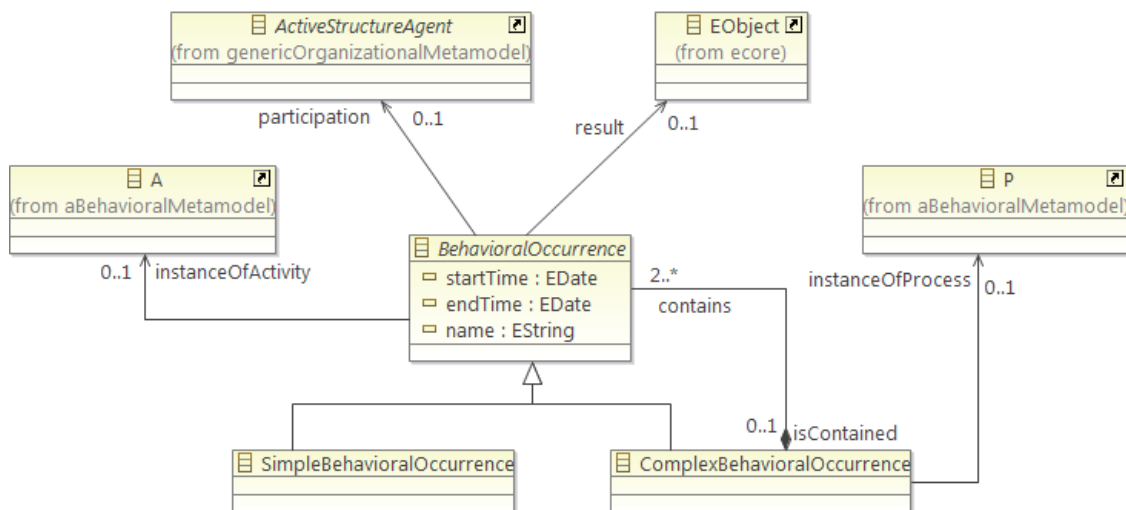 ActiveStructureAgent
(from genericOrganizationalMetamodel)
EObject
(from ecore)
participation
0..1
result
0..1
A
(from aBehavioralMetamodel)
P
(from aBehavioralMetamodel)
0..1
instanceOfActivity
BehavioralOccurrence
startTime : EDate
endTime : EDate
name : EString
2..*
contains
instanceOfProcess
0..1
0..1
isContained
SimpleBehavioralOccurrence
ComplexBehavioralOccurrence